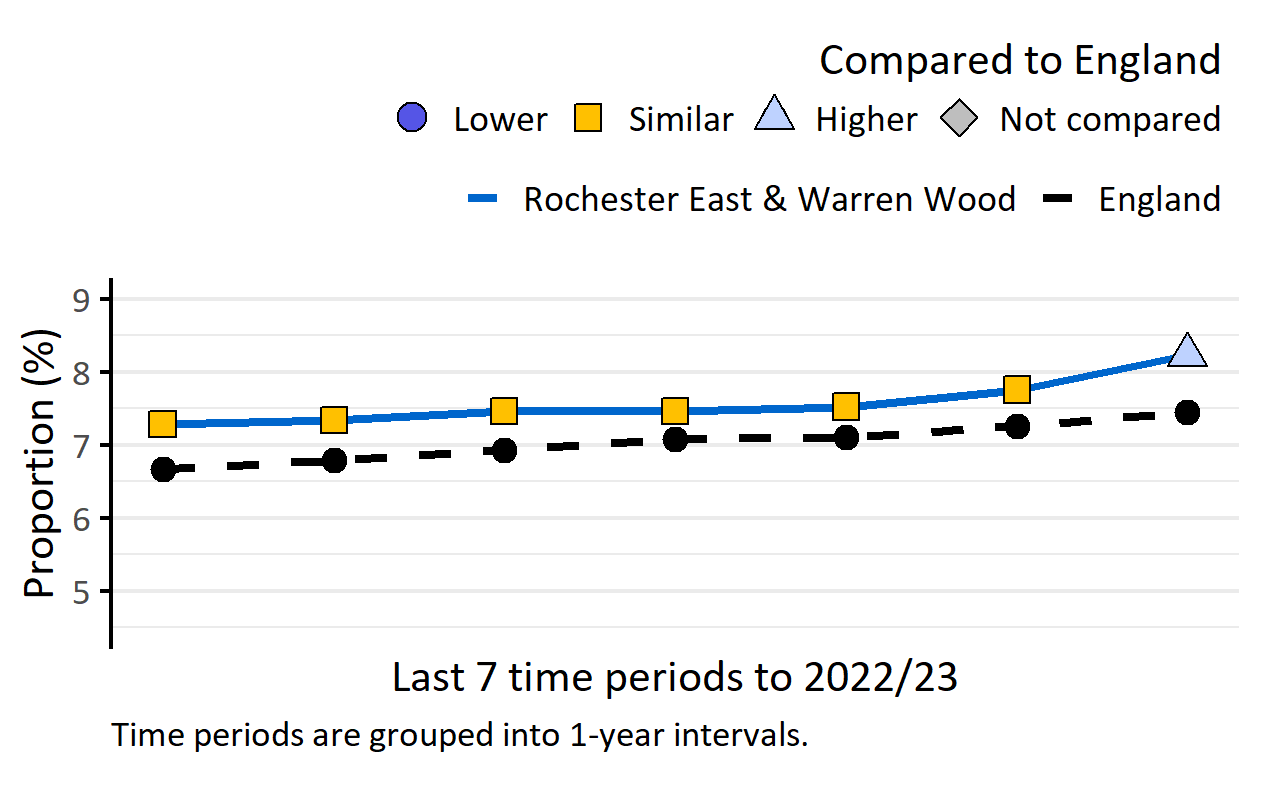 Compared to England
Lower Similar Higher Not compared
Rochester East & Warren Wood England
Proportion (%)
9
8
7
6
5
Last 7 time periods to 2022/23
Time periods are grouped into 1-year intervals.